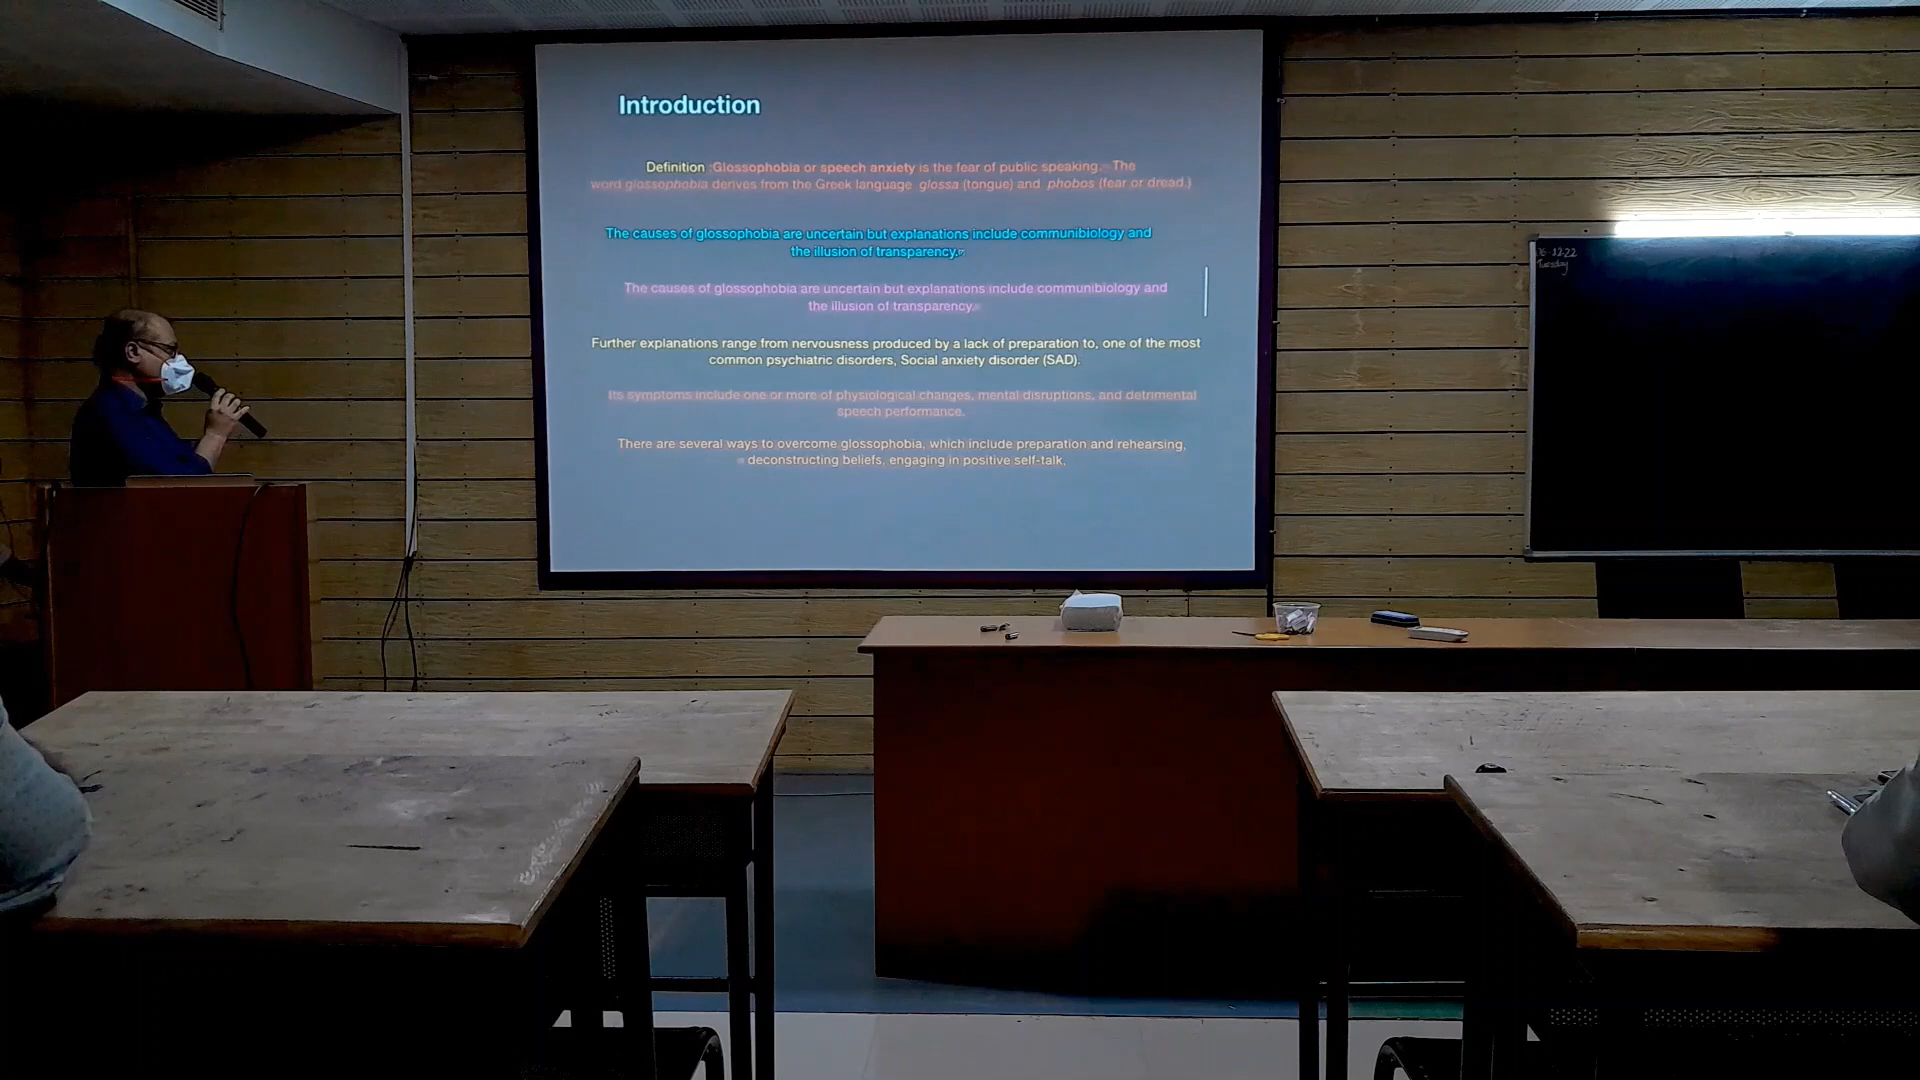 Introduction
Definition :Glossophobia or speech anxiety is the fear of public speaking. The
word glossophobia derives from the Greek language glossa (tongue) and phobos (fear or dread.)
The causes of glossophobia are uncertain but explanations include communibiology and
the illusion of transparency.
The causes of glossophobia are uncertain but explanations include communibiology and
the illusion of transparency.
Further explanations range from nervousness produced by a lack of preparation to, one of the most
common psychiatric disorders, Social anxiety disorder (SAD).
Its symptoms include one or more of physiological changes, mental disruptions, and detrimental
speech performance.
There are several ways to overcome glossophobia, which include preparation and rehearsing,
deconstructing beliefs, engaging in positive self-talk,
Tuesday